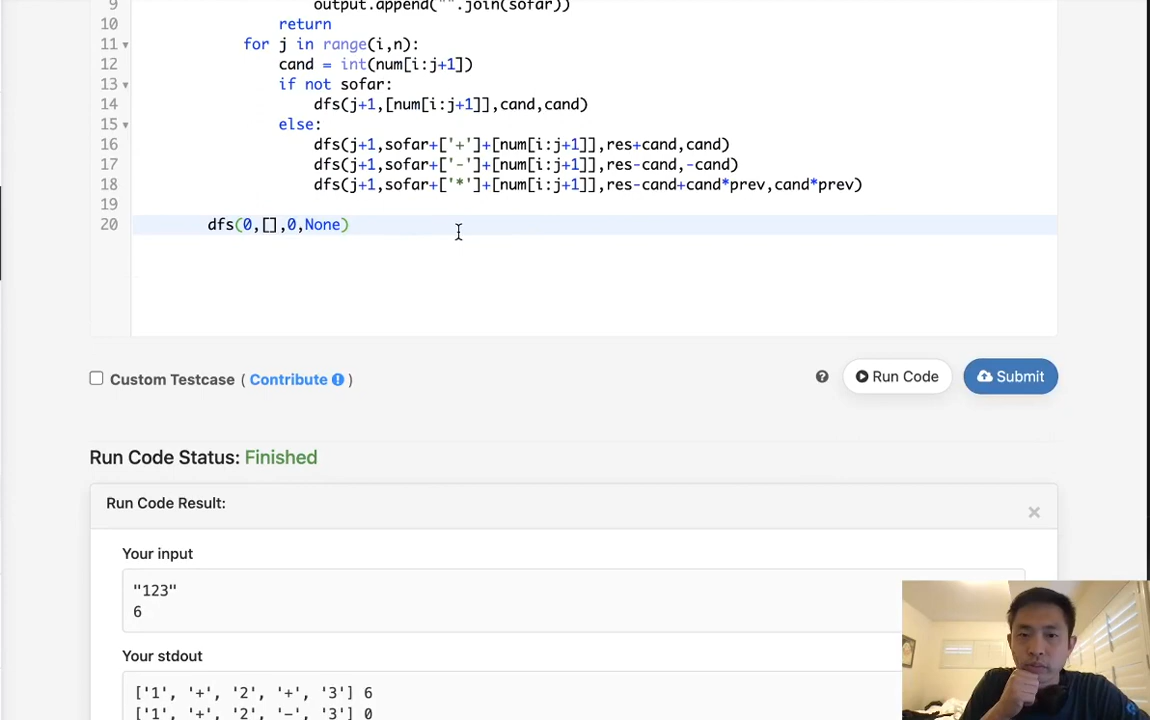 9 output.append("".join(sofar))
10 return
11 for j in range(i,n):
12 cand = int(num[i:j+1])
13 if not sofar:
14 dfs(j+1,[num[i:j+1]],cand,cand)
15 else:
16 dfs(j+1,sofar+['+']+[num[i:j+1]],res+cand,cand)
17 dfs(j+1,sofar+['-']+[num[i:j+1]],res-cand,-cand)
18 dfs(j+1,sofar+['*']+[num[i:j+1]],res-cand+cand*prev,cand*prev)
19
20 dfs(0,[],0,None)
Custom Testcase ( Contribute ! )
? Run Code Submit
Run Code Status: Finished
Run Code Result: ×
Your input
"123"
6
Your stdout
['1', '+', '2', '+', '3'] 6
['1', '+', '2', '-', '3'] 0